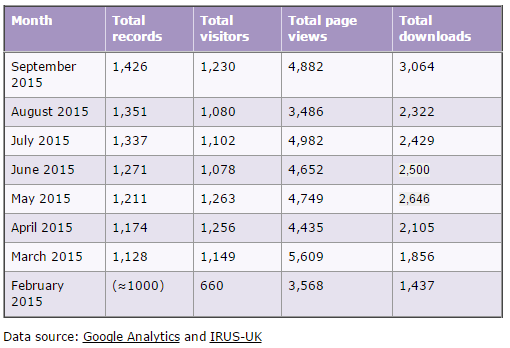 Month Total records Total visitors Total page views Total downloads
September 2015 1,426 1,230 4,882 3,064
August 2015 1,351 1,080 3,486 2,322
July 2015 1,337 1,102 4,982 2,429
June 2015 1,271 1,078 4,652 2,500
May 2015 1,211 1,263 4,749 2,646
April 2015 1,174 1,256 4,435 2,105
March 2015 1,128 1,149 5,609 1,856
February 2015 (≈1000) 660 3,568 1,437
Data source: Google Analytics and IRUS-UK